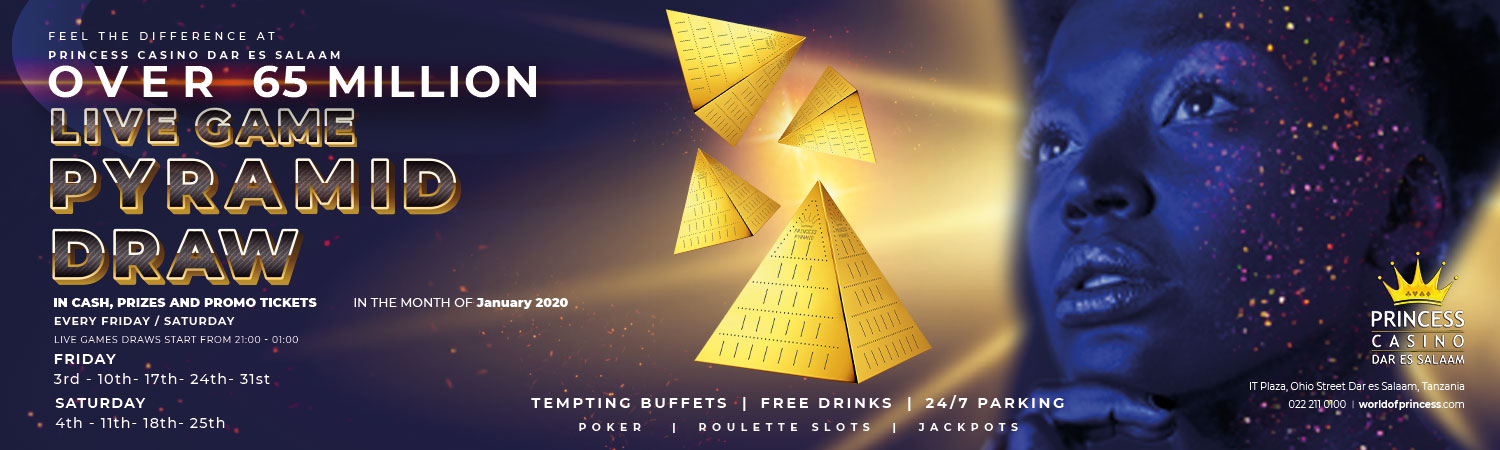 FEEL THE DIFFERENCE AT
PRINCESS CASINO DAR ES SALAAM
OVER 65 MILLION
LIVE GAME
PYRAMID
DRAW
IN CASH, PRIZES AND PROMO TICKETS IN THE MONTH OF January 2020
EVERY FRIDAY / SATURDAY
LIVE GAMES DRAWS START FROM 21:00 - 01:00
FRIDAY
3rd - 10th- 17th- 24th- 31st
SATURDAY
4th - 11th- 18th- 25th
PRINCESS
PYRAMID
TEMPTING BUFFETS | FREE DRINKS | 24/7 PARKING
POKER | ROULETTE SLOTS | JACKPOTS
PRINCESS
CASINO
DAR ES SALAAM
IT Plaza, Ohio Street Dar es Salaam, Tanzania
022 211 0100 | worldofprincess.com